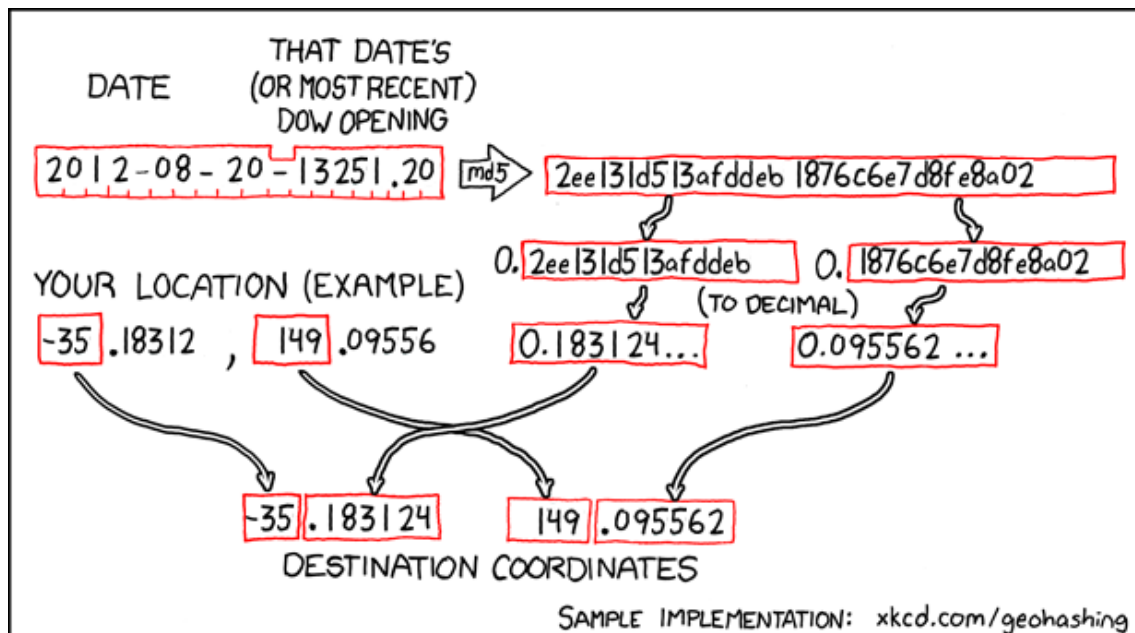 DATE
THAT DATE'S
(OR MOST RECENT)
DOW OPENING
2012-08-20-13251.20
md5
2ee131d513afddeb1876c6e7d8fe8a02
0.2ee131d513afddeb
0.1876c6e7d8fe8a02
(TO DECIMAL)
0.183124...
0.095562...
YOUR LOCATION (EXAMPLE)
-35.18312, 149.09556
-35.183124
149.095562
DESTINATION COORDINATES
SAMPLE IMPLEMENTATION: xkcd.com/geohashing